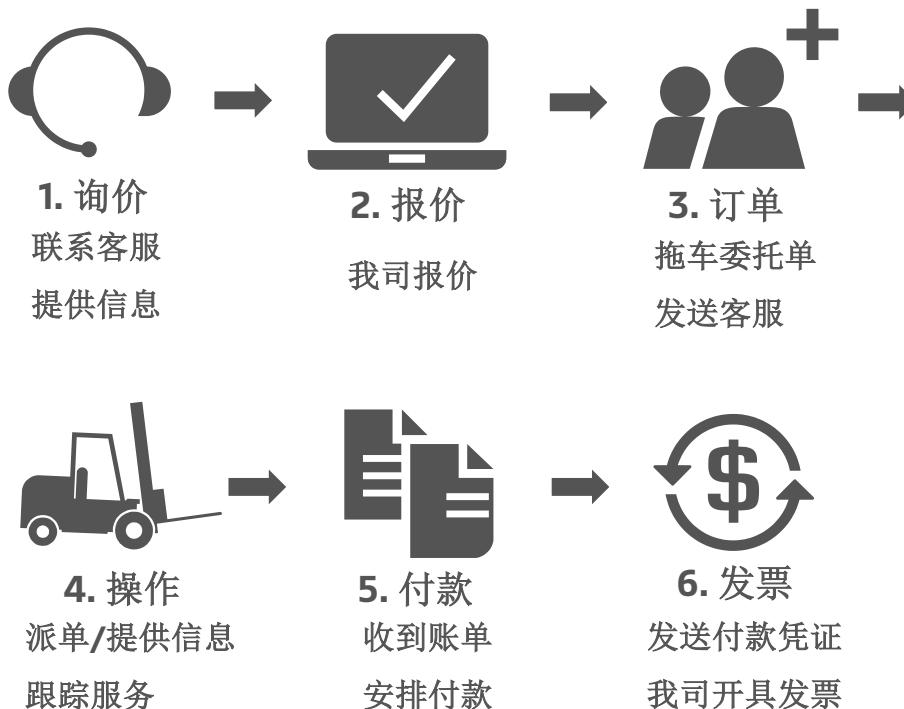 1. 询价
联系客服
提供信息
2. 报价
我司报价
3. 订单
拖车委托单
发送客服
4. 操作
派单/提供信息
跟踪服务
5. 付款
收到账单
安排付款
$
6. 发票
发送付款凭证
我司开具发票